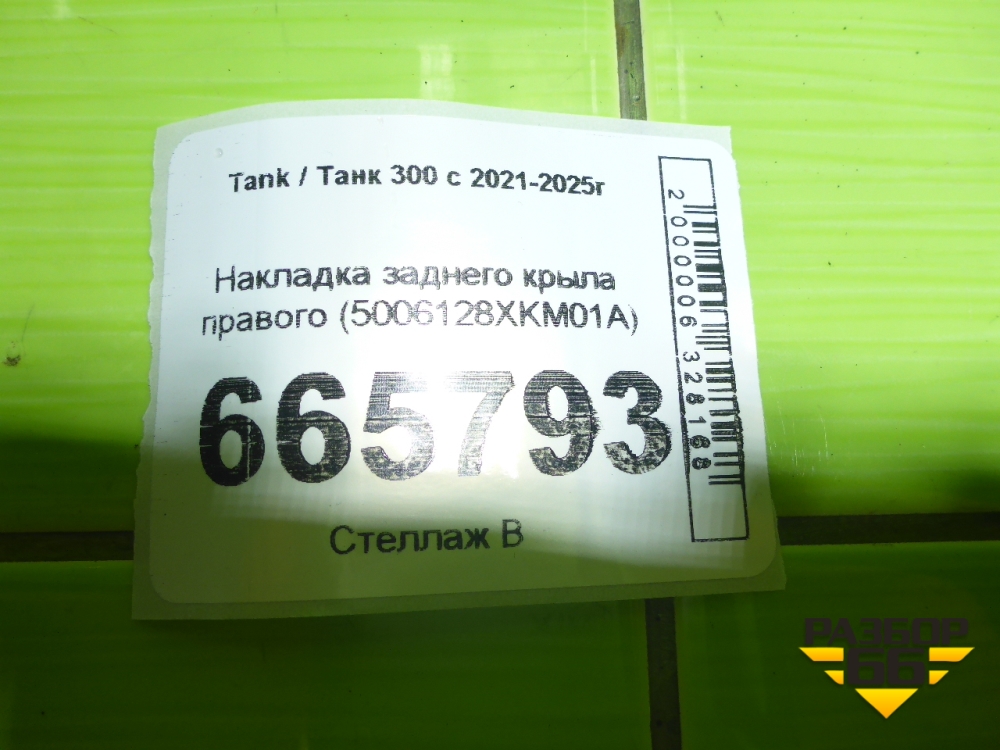 Tank / Танк 300 с 2021-2025г
Накладка заднего крыла
правого (5006128XKM01A)
665793
Стеллаж В
2000006328168
РАЗБОР
66